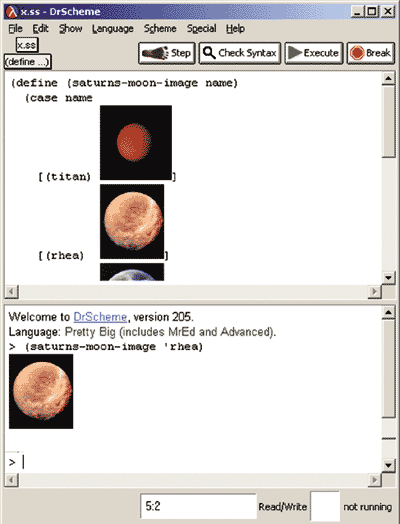 x.ss - DrScheme
File Edit Show Language Scheme Special Help
x.ss
(define ...)
Step Check Syntax Execute Break
(define (saturns-moon-image name)
(case name
[(titan) ]
[(rhea) ]
Welcome to DrScheme, version 205.
Language: Pretty Big (includes MrEd and Advanced).
> (saturns-moon-image 'rhea)
>
5:2 Read/Write not running